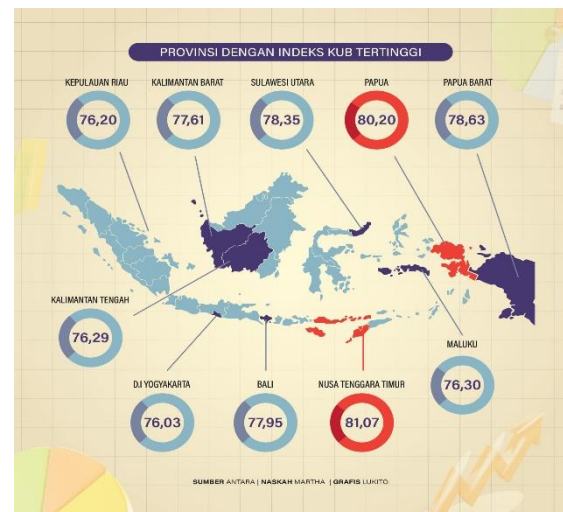 PROVINSI DENGAN INDEKS KUB TERTINGGI
KEPULAUAN RIAU
76,20
KALIMANTAN BARAT
77,61
SULAWESI UTARA
78,35
PAPUA
80,20
PAPUA BARAT
78,63
KALIMANTAN TENGAH
76,29
D.I YOGYAKARTA
76,03
BALI
77,95
NUSA TENGGARA TIMUR
81,07
MALUKU
76,30
SUMBER ANTARA | NASKAH MARTHA | GRAFIS LUKITO